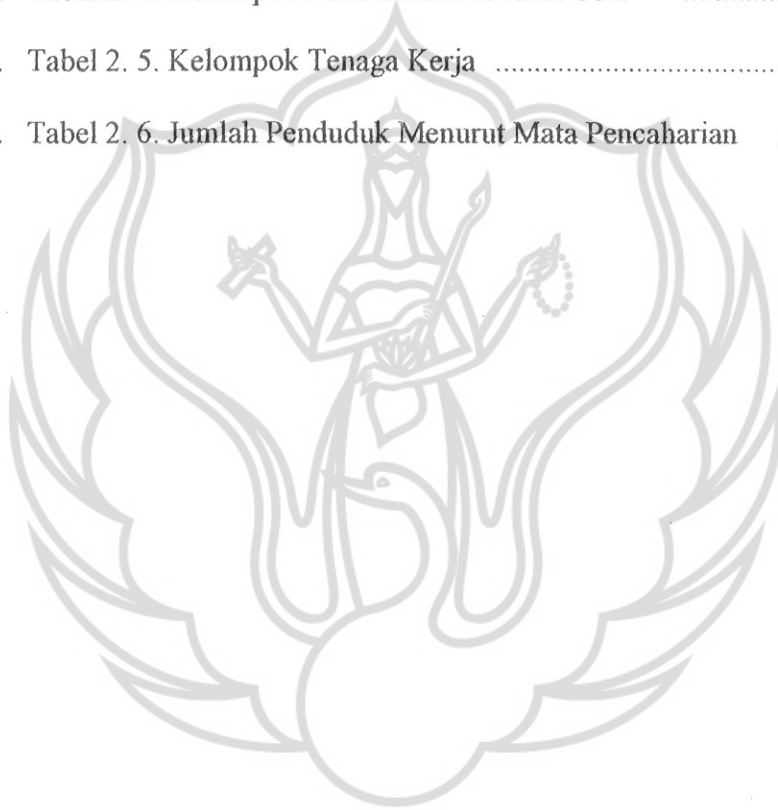 . Tabel 2. 5. Kelompok Tenaga Kerja ................................
. Tabel 2. 6. Jumlah Penduduk Menurut Mata Pencaharian